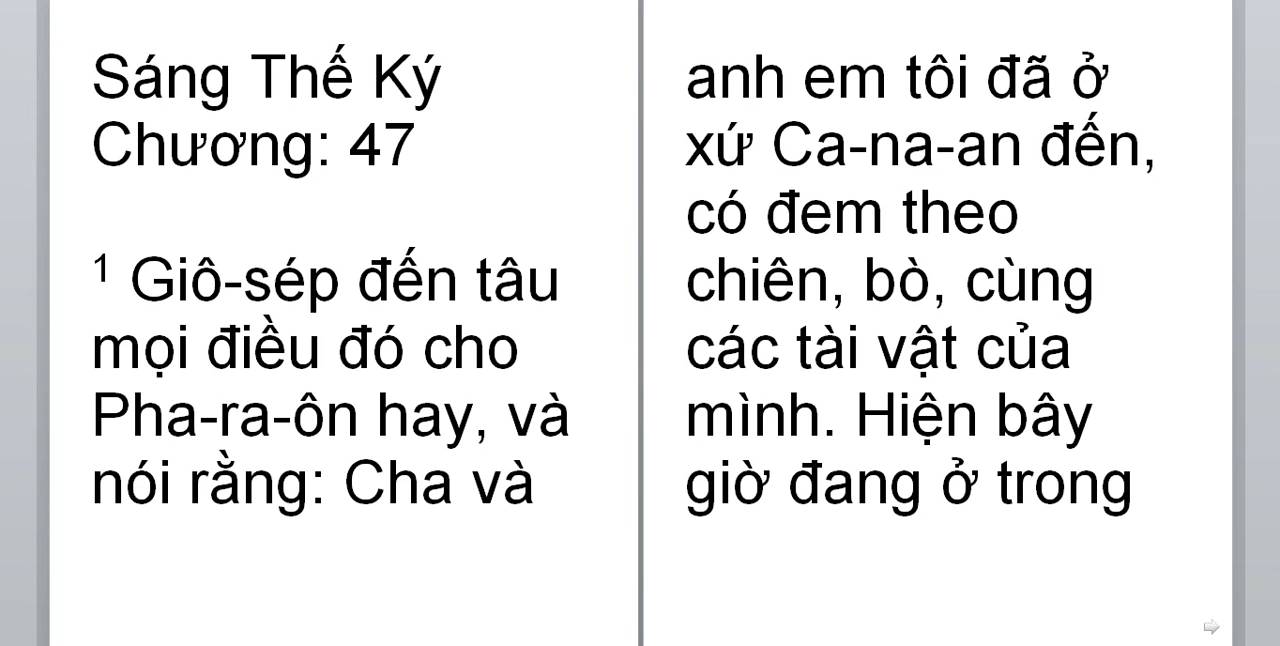 Sáng Thế Ký
Chương: 47
1 Giô-sép đến tâu
mọi điều đó cho
Pha-ra-ôn hay, và
nói rằng: Cha và
anh em tôi đã ở
xứ Ca-na-an đến,
có đem theo
chiên, bò, cùng
các tài vật của
mình. Hiện bây
giờ đang ở trong